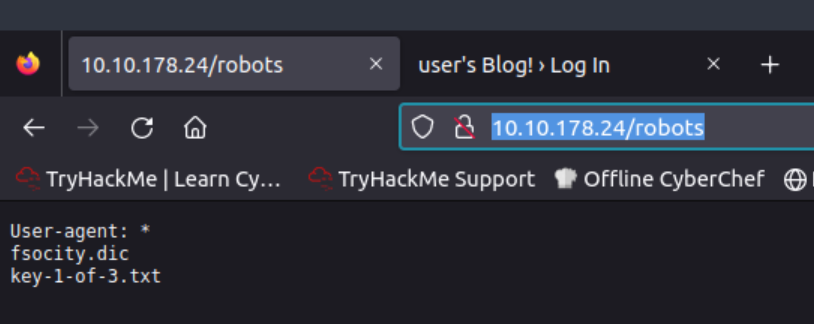 10.10.178.24/robots
user's Blog! › Log In
10.10.178.24/robots
TryHackMe | Learn Cy...
TryHackMe Support
Offline CyberChef
User-agent: *
fsocity.dic
key-1-of-3.txt